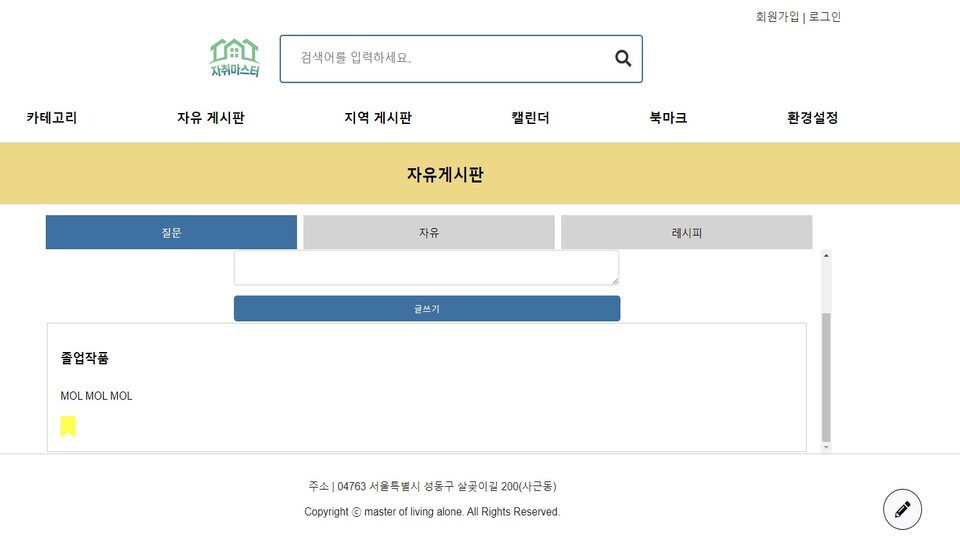 회원가입 | 로그인
자취마스터
검색어를 입력하세요.
카테고리 자유 게시판 지역 게시판 캘린더 북마크 환경설정
자유게시판
질문 자유 레시피
글쓰기
졸업작품
MOL MOL MOL
주소 | 04763 서울특별시 성동구 살곶이길 200(사근동)
Copyright ⓒ master of living alone. All Rights Reserved.